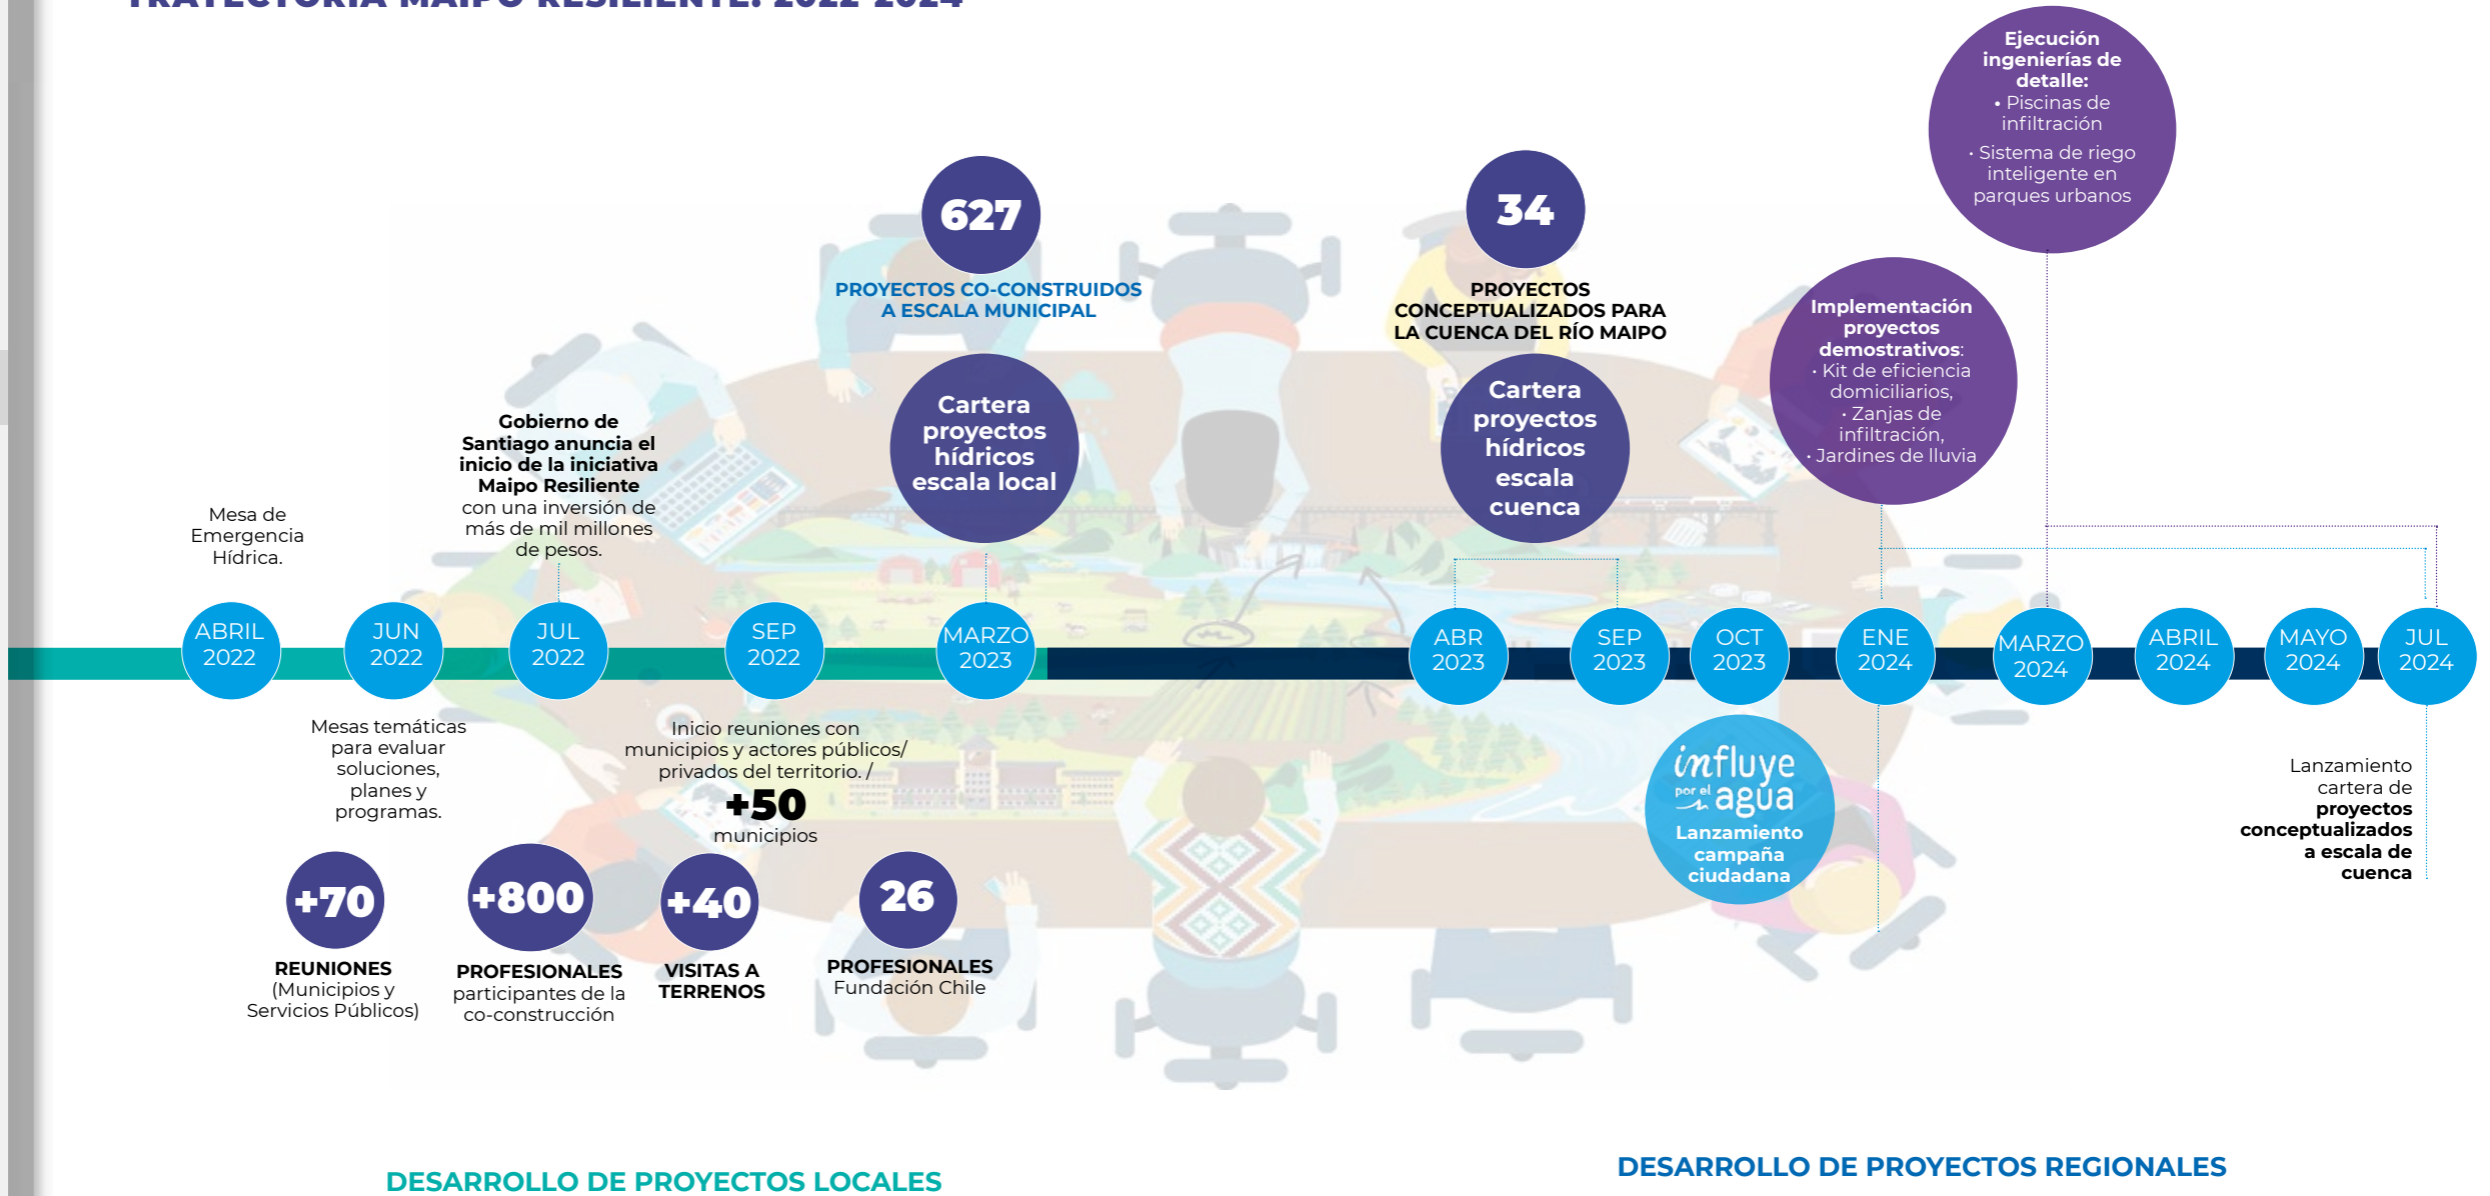 TRAYECTORIA MAIPO RESILIENTE: 2022-2024
Ejecución
ingenierías de
detalle:
• Piscinas de
infiltración
• Sistema de riego
inteligente en
parques urbanos
627
PROYECTOS CO-CONSTRUIDOS
A ESCALA MUNICIPAL
Cartera
proyectos
hídricos
escala local
34
PROYECTOS
CONCEPTUALIZADOS PARA
LA CUENCA DEL RÍO MAIPO
Cartera
proyectos
hídricos
escala
cuenca
Implementación
proyectos
demostrativos:
• Kit de eficiencia
domiciliarios,
• Zanjas de
infiltración,
• Jardines de lluvia
Mesa de
Emergencia
Hídrica.
Gobierno de
Santiago anuncia el
inicio de la iniciativa
Maipo Resiliente
con una inversión de
más de mil millones
de pesos.
ABRIL
2022
JUN
2022
JUL
2022
SEP
2022
MARZO
2023
ABR
2023
SEP
2023
OCT
2023
ENE
2024
MARZO
2024
ABRIL
2024
MAYO
2024
JUL
2024
Mesas temáticas
para evaluar
soluciones,
planes y
programas.
Inicio reuniones con
municipios y actores públicos/
privados del territorio. /
+50
municipios
influye
por el
agua
Lanzamiento
campaña
ciudadana
Lanzamiento
cartera de
proyectos
conceptualizados
a escala de
cuenca
+70
REUNIONES
(Municipios y
Servicios Públicos)
+800
PROFESIONALES
participantes de la
co-construcción
+40
VISITAS A
TERRENOS
26
PROFESIONALES
Fundación Chile
DESARROLLO DE PROYECTOS LOCALES
DESARROLLO DE PROYECTOS REGIONALES